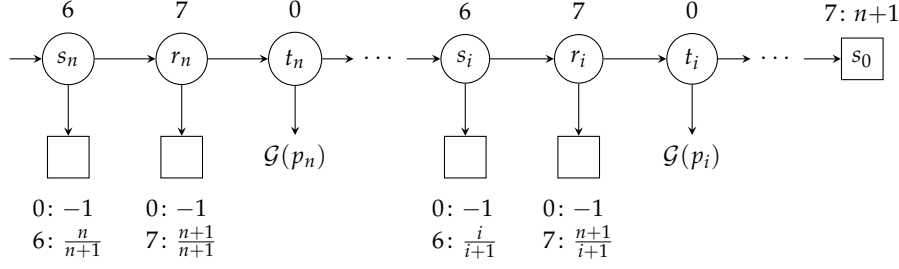 6 7 0 6 7 0 7: n+1
s_n r_n t_n ··· s_i r_i t_i ··· s_0
𝒢(p_n) 𝒢(p_i)
0: −1 0: −1 0: −1 0: −1
6: n/(n+1) 7: (n+1)/(n+1) 6: i/(i+1) 7: (n+1)/(i+1)